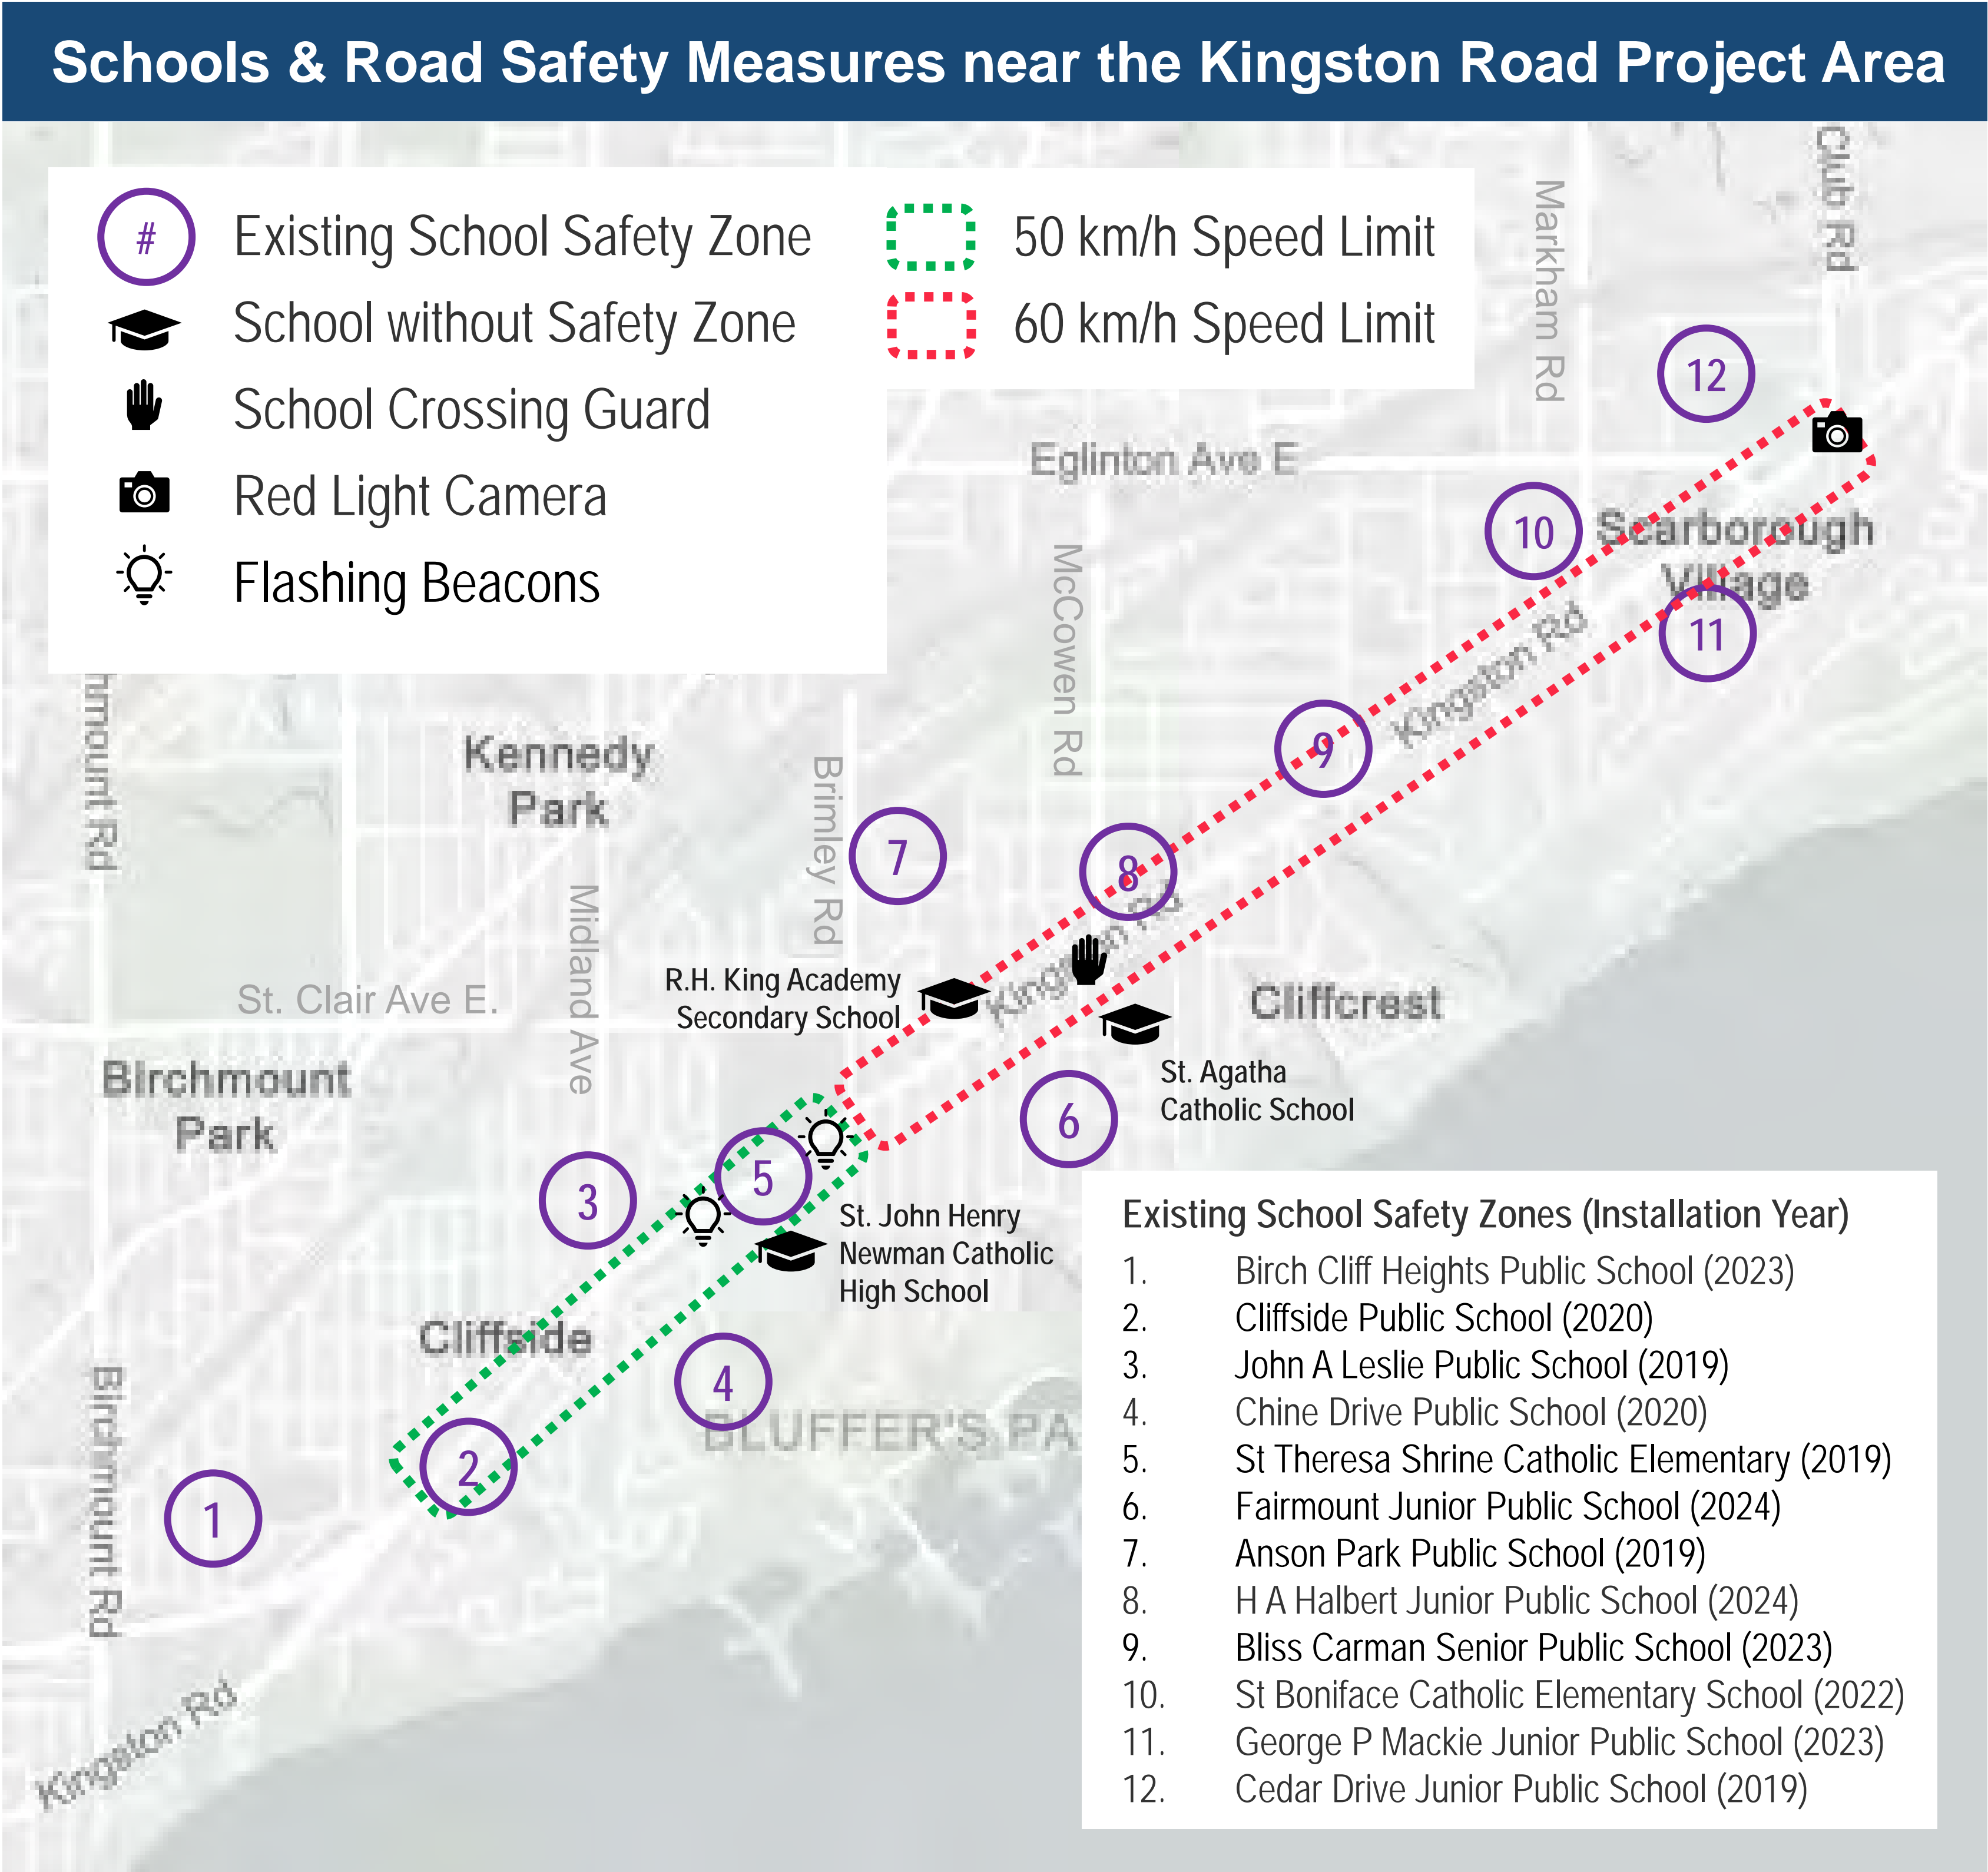 Schools & Road Safety Measures near the Kingston Road Project Area
# Existing School Safety Zone
School without Safety Zone
School Crossing Guard
Red Light Camera
Flashing Beacons
50 km/h Speed Limit
60 km/h Speed Limit
Club Rd
Markham Rd
12
Eglinton Ave E
10
Scarborough
Village
11
McCowen Rd
Kingston Rd
mount Rd
Kennedy
Park
Brimley Rd
9
7
8
Midland Ave
Kingston Rd
R.H. King Academy
Secondary School
St. Clair Ave E.
Cliffcrest
Birchmount
Park
St. Agatha
Catholic School
6
5
3
St. John Henry
Newman Catholic
High School
Cliffside
4
BLUFFER'S PA
2
1
Birchmount Rd
Kingston Rd
Existing School Safety Zones (Installation Year)
1. Birch Cliff Heights Public School (2023)
2. Cliffside Public School (2020)
3. John A Leslie Public School (2019)
4. Chine Drive Public School (2020)
5. St Theresa Shrine Catholic Elementary (2019)
6. Fairmount Junior Public School (2024)
7. Anson Park Public School (2019)
8. H A Halbert Junior Public School (2024)
9. Bliss Carman Senior Public School (2023)
10. St Boniface Catholic Elementary School (2022)
11. George P Mackie Junior Public School (2023)
12. Cedar Drive Junior Public School (2019)